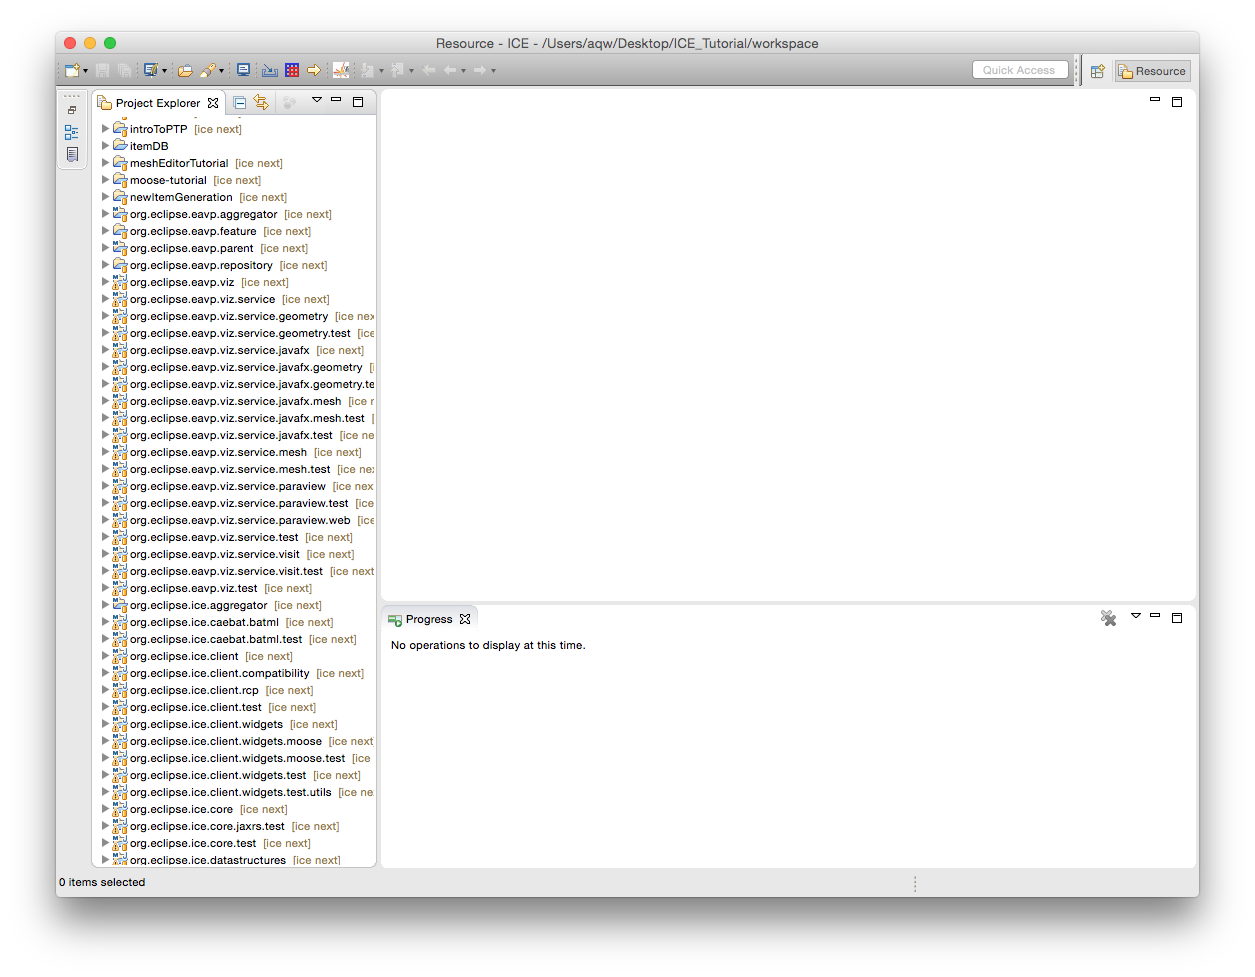 Resource - ICE - /Users/aqw/Desktop/ICE_Tutorial/workspace
Quick Access
Resource
Project Explorer
introToPTP [ice next]
itemDB
meshEditorTutorial [ice next]
moose-tutorial [ice next]
newItemGeneration [ice next]
org.eclipse.eavp.aggregator [ice next]
org.eclipse.eavp.feature [ice next]
org.eclipse.eavp.parent [ice next]
org.eclipse.eavp.repository [ice next]
org.eclipse.eavp.viz [ice next]
org.eclipse.eavp.viz.service [ice next]
org.eclipse.eavp.viz.service.geometry [ice nex
org.eclipse.eavp.viz.service.geometry.test [ice
org.eclipse.eavp.viz.service.javafx [ice next]
org.eclipse.eavp.viz.service.javafx.geometry [i
org.eclipse.eavp.viz.service.javafx.geometry.te
org.eclipse.eavp.viz.service.javafx.mesh [ice r
org.eclipse.eavp.viz.service.javafx.mesh.test [
org.eclipse.eavp.viz.service.javafx.test [ice ne
org.eclipse.eavp.viz.service.mesh [ice next]
org.eclipse.eavp.viz.service.mesh.test [ice nex
org.eclipse.eavp.viz.service.paraview [ice nex
org.eclipse.eavp.viz.service.paraview.test [ice
org.eclipse.eavp.viz.service.paraview.web [ice
org.eclipse.eavp.viz.service.test [ice next]
org.eclipse.eavp.viz.service.visit [ice next]
org.eclipse.eavp.viz.service.visit.test [ice next
org.eclipse.eavp.viz.test [ice next]
org.eclipse.ice.aggregator [ice next]
org.eclipse.ice.caebat.batml [ice next]
org.eclipse.ice.caebat.batml.test [ice next]
org.eclipse.ice.client [ice next]
org.eclipse.ice.client.compatibility [ice next]
org.eclipse.ice.client.rcp [ice next]
org.eclipse.ice.client.test [ice next]
org.eclipse.ice.client.widgets [ice next]
org.eclipse.ice.client.widgets.moose [ice next]
org.eclipse.ice.client.widgets.moose.test [ice
org.eclipse.ice.client.widgets.test [ice next]
org.eclipse.ice.client.widgets.test.utils [ice ne
org.eclipse.ice.core [ice next]
org.eclipse.ice.core.jaxrs.test [ice next]
org.eclipse.ice.core.test [ice next]
org.eclipse.ice.datastructures [ice next]
Progress
No operations to display at this time.
0 items selected